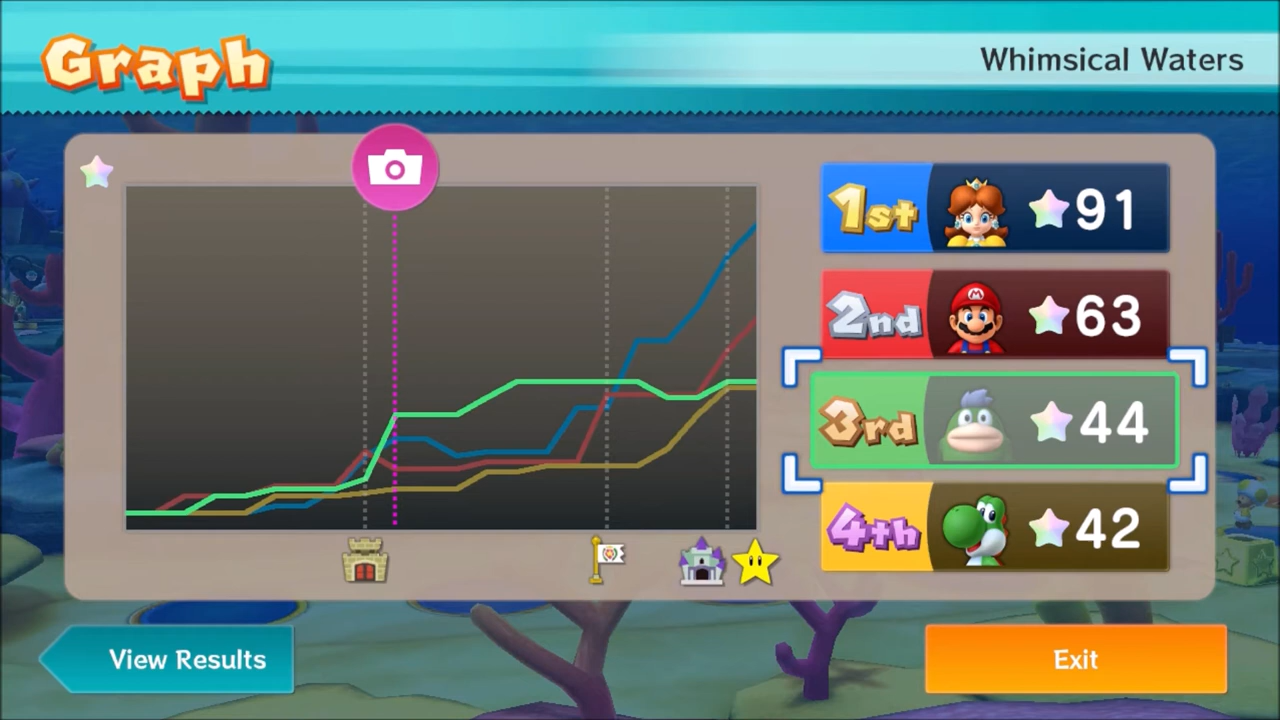 Graph
Whimsical Waters
1st 91
2nd 63
3rd 44
4th 42
View Results
Exit